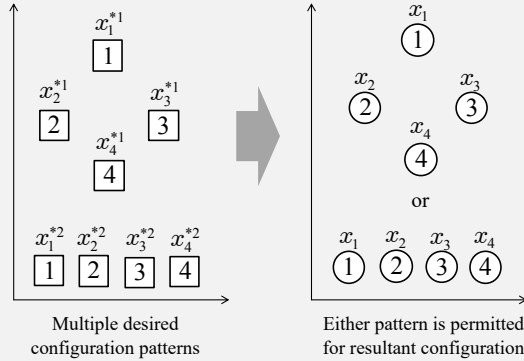 x_1^{*1}
1
x_2^{*1} x_3^{*1}
2 3
x_4^{*1}
4
x_1^{*2} x_2^{*2} x_3^{*2} x_4^{*2}
1 2 3 4
Multiple desired
configuration patterns
x_1
1
x_2 x_3
2 3
x_4
4
or
x_1 x_2 x_3 x_4
1 2 3 4
Either pattern is permitted
for resultant configuration